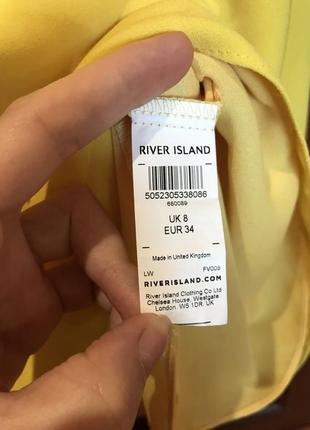 RIVER ISLAND
5052305338086
680089
UK 8
EUR 34
Made in United Kingdom
LW FV009
RIVERISLAND.COM
River Island Clothing Co Ltd
Chelsea House, Westgate
London. W5 1DR. UK